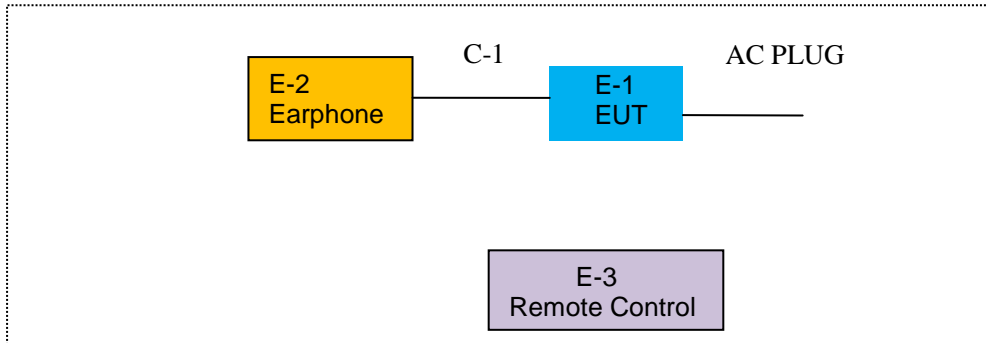 C-1
AC PLUG
E-2
Earphone
E-1
EUT
E-3
Remote Control